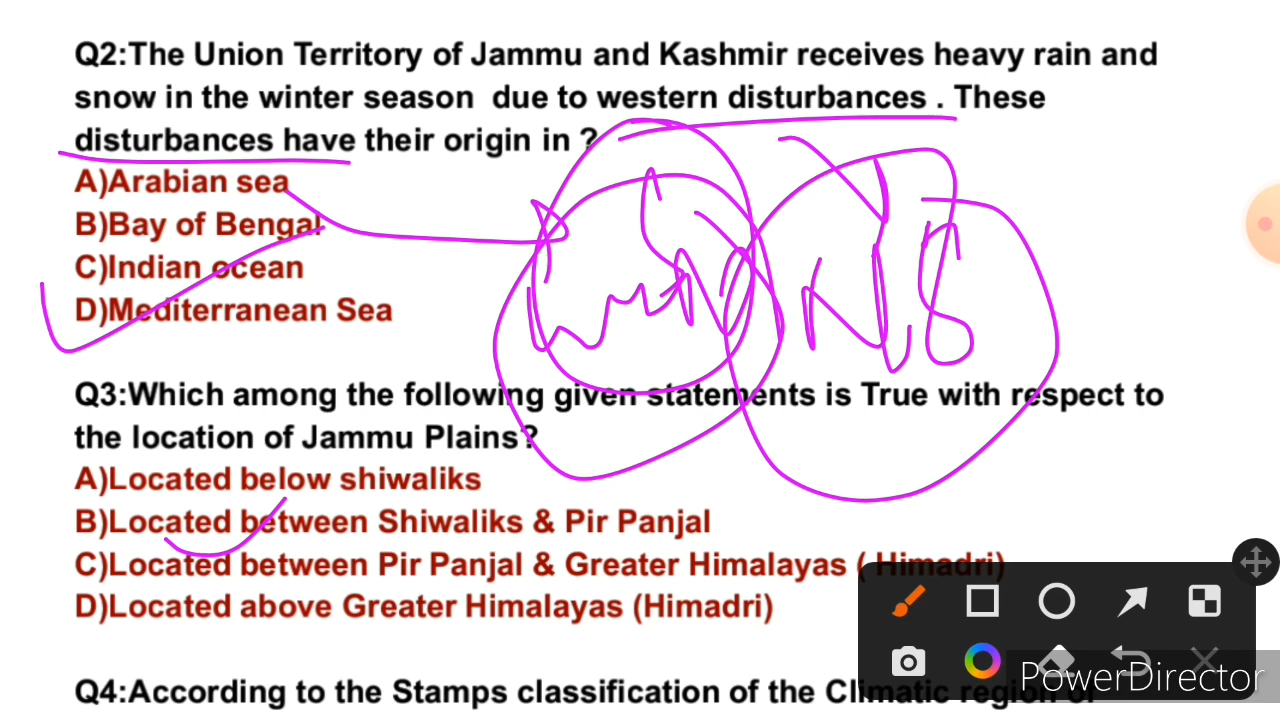 Q2:The Union Territory of Jammu and Kashmir receives heavy rain and
snow in the winter season due to western disturbances . These
disturbances have their origin in ?
A)Arabian sea
B)Bay of Bengal
C)Indian ocean
D)Mediterranean Sea
Q3:Which among the following given statements is True with respect to
the location of Jammu Plains?
A)Located below shiwaliks
B)Located between Shiwaliks & Pir Panjal
C)Located between Pir Panjal & Greater Himalayas ( Himadri)
D)Located above Greater Himalayas (Himadri)
Q4:According to the Stamps classification of the Climatic region of
PowerDirector